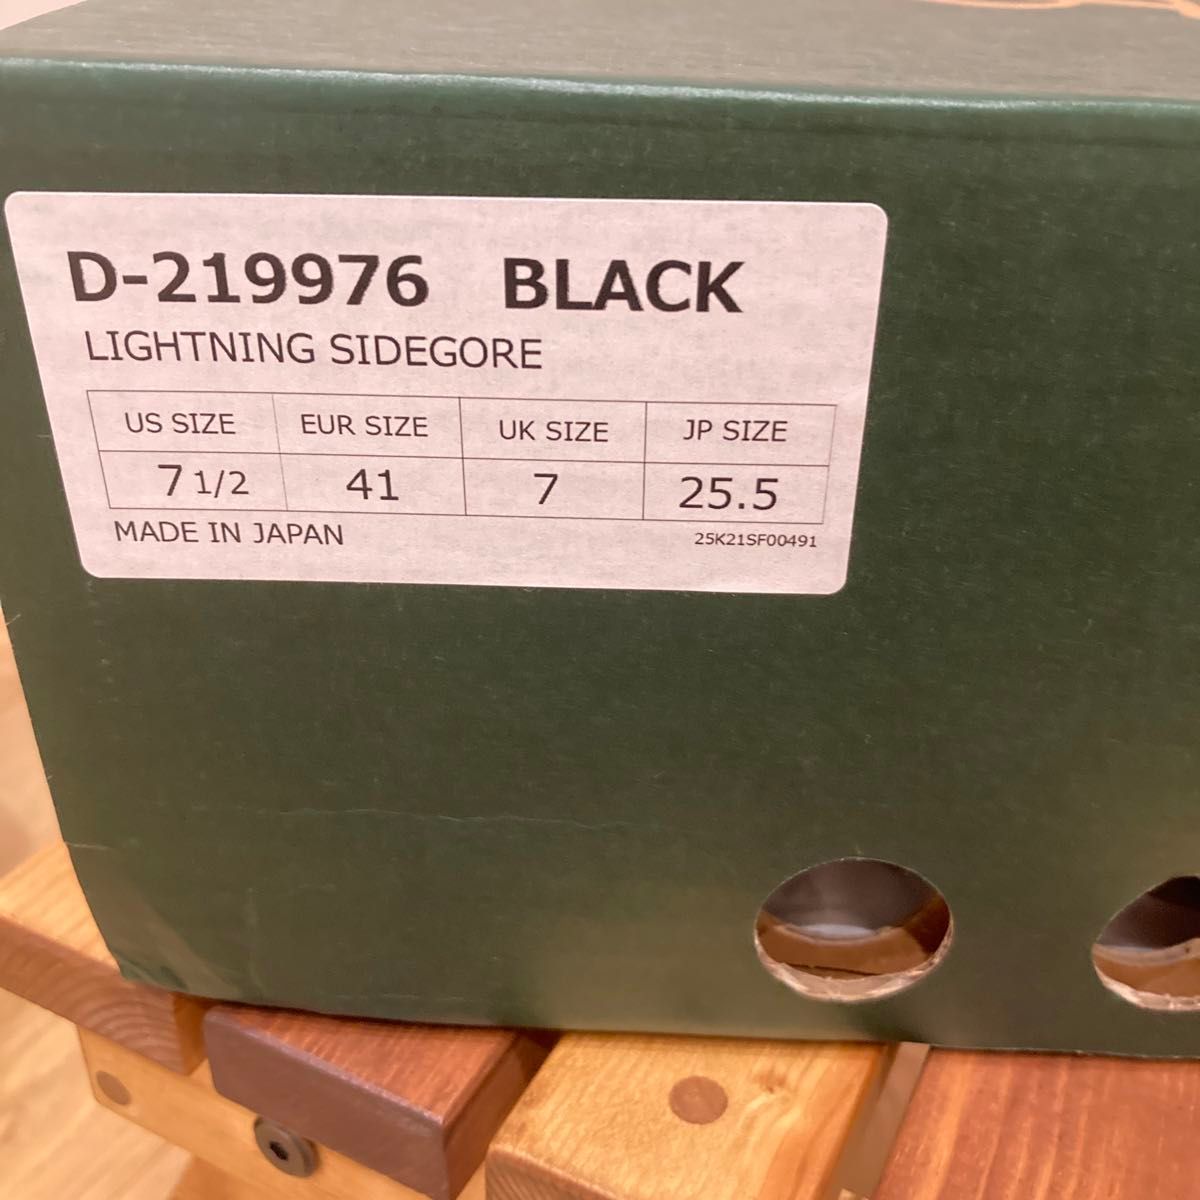 D-219976 BLACK
LIGHTNING SIDEGORE
US SIZE EUR SIZE UK SIZE JP SIZE
7 1/2 41 7 25.5
MADE IN JAPAN 25K21SF00491